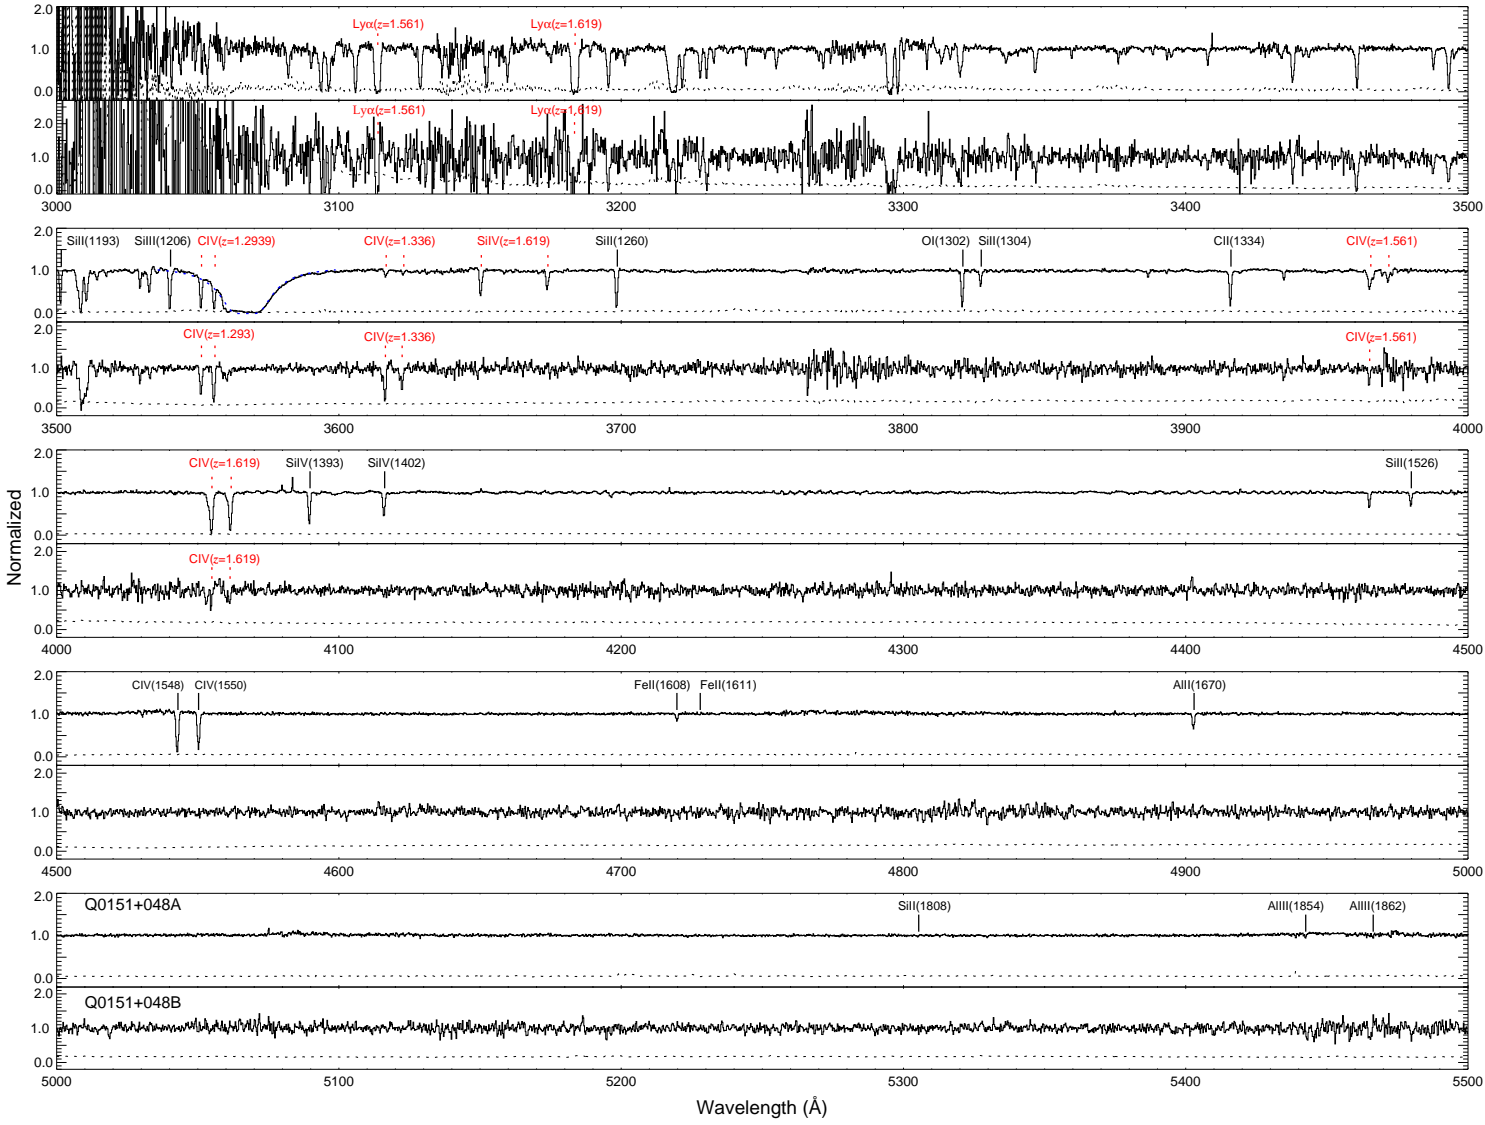 2.0
Lyα(z=1.561)
Lyα(z=1.619)
1.0
0.0
2.0
Lyα(z=1.561)
Lyα(z=1.619)
1.0
0.0
3000
3100
3200
3300
3400
3500
2.0
SiII(1193)
SiIII(1206)
CIV(z=1.2939)
CIV(z=1.336)
SiIV(z=1.619)
SiII(1260)
OI(1302)
SiII(1304)
CII(1334)
CIV(z=1.561)
1.0
0.0
2.0
CIV(z=1.293)
CIV(z=1.336)
CIV(z=1.561)
1.0
0.0
3500
3600
3700
3800
3900
4000
2.0
CIV(z=1.619)
SiIV(1393)
SiIV(1402)
SiII(1526)
1.0
0.0
2.0
CIV(z=1.619)
1.0
0.0
4000
4100
4200
4300
4400
4500
Normalized
2.0
CIV(1548)
CIV(1550)
FeII(1608)
FeII(1611)
AlII(1670)
1.0
0.0
2.0
1.0
0.0
4500
4600
4700
4800
4900
5000
2.0
Q0151+048A
SiII(1808)
AlIII(1854)
AlIII(1862)
1.0
0.0
2.0
Q0151+048B
1.0
0.0
5000
5100
5200
5300
5400
5500
Wavelength (Å)